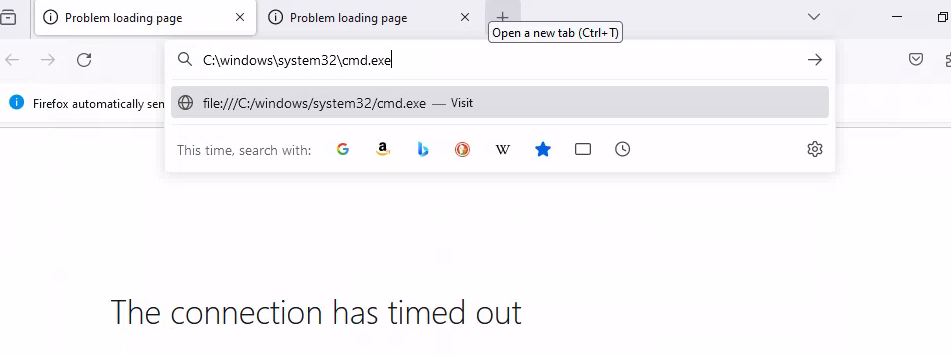 Problem loading page
Problem loading page
Open a new tab (Ctrl+T)
C:\windows\system32\cmd.exe
Firefox automatically sen
file:///C:/windows/system32/cmd.exe — Visit
This time, search with:
The connection has timed out